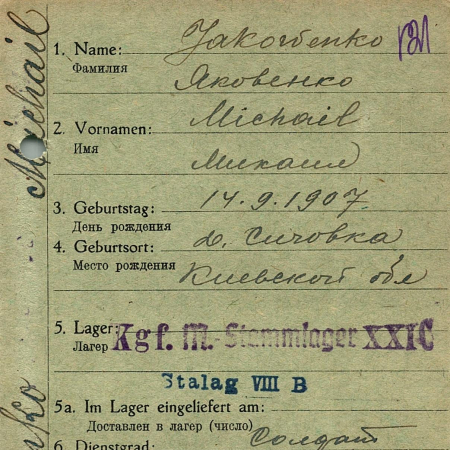 Michail
1. Name: Jakowenko
Фамилия
Яковенко
2. Vornamen: Michail
Имя
Михаил
3. Geburtstag: 14.9.1907
День рождения
4. Geburtsort: д. Сичовка
Место рождения
Киевской обл
5. Lager: Kgf. M.-Stammlager XXIC
Лагерь
Stalag VIII B
5a. Im Lager eingeliefert am:
Доставлен в лагерь (число)
6. Dienstgrad: Солдат